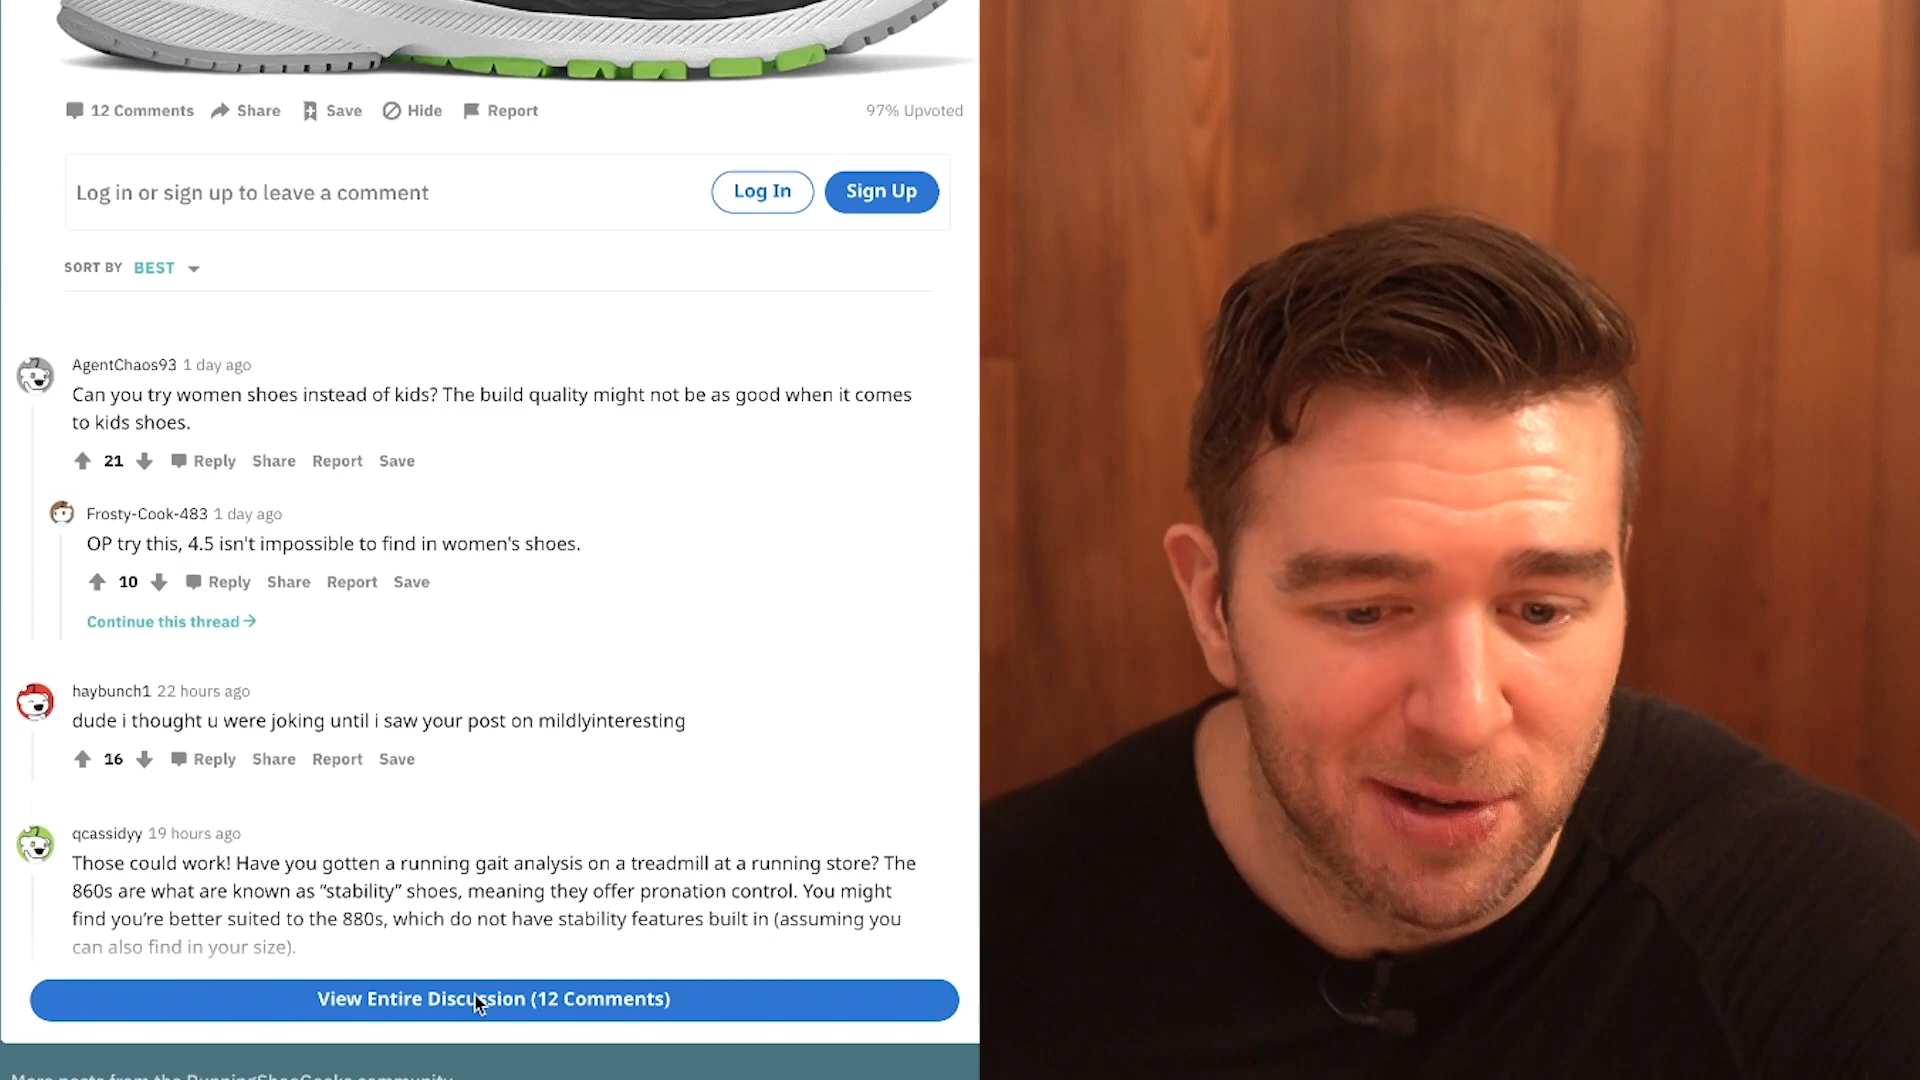 12 Comments Share Save Hide Report 97% Upvoted
Log in or sign up to leave a comment Log In Sign Up
SORT BY BEST
AgentChaos93 1 day ago
Can you try women shoes instead of kids? The build quality might not be as good when it comes
to kids shoes.
21 Reply Share Report Save
Frosty-Cook-483 1 day ago
OP try this, 4.5 isn't impossible to find in women's shoes.
10 Reply Share Report Save
Continue this thread
haybunch1 22 hours ago
dude i thought u were joking until i saw your post on mildlyinteresting
16 Reply Share Report Save
qcassidyy 19 hours ago
Those could work! Have you gotten a running gait analysis on a treadmill at a running store? The
860s are what are known as “stability” shoes, meaning they offer pronation control. You might
find you’re better suited to the 880s, which do not have stability features built in (assuming you
can also find in your size).
View Entire Discussion (12 Comments)
More posts from the RunningShoeGeeks community